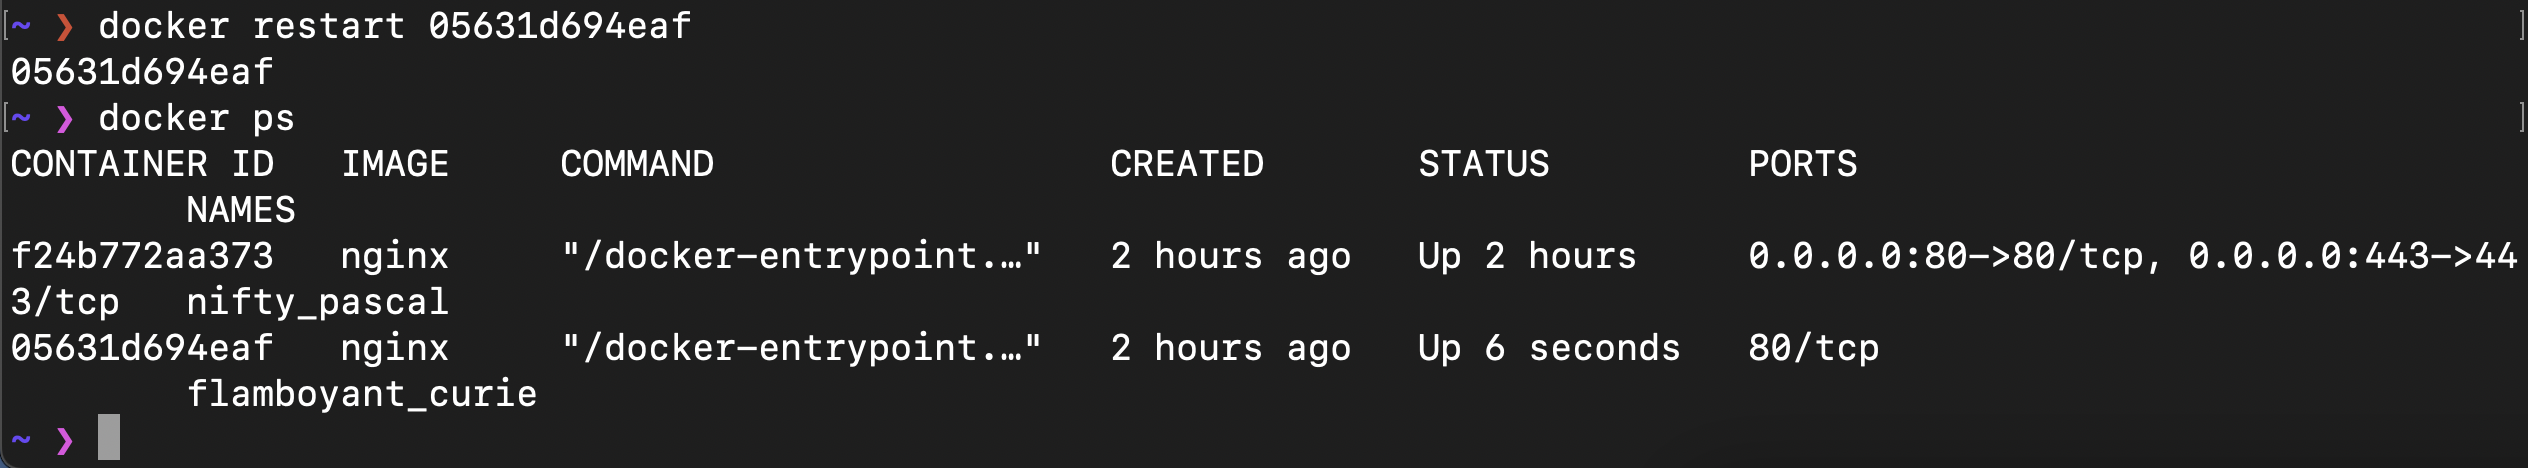 [~ ❯ docker restart 05631d694eaf ]
05631d694eaf
[~ ❯ docker ps ]
CONTAINER ID   IMAGE     COMMAND                  CREATED       STATUS         PORTS
        NAMES
f24b772aa373   nginx     "/docker-entrypoint.…"   2 hours ago   Up 2 hours     0.0.0.0:80->80/tcp, 0.0.0.0:443->44
3/tcp   nifty_pascal
05631d694eaf   nginx     "/docker-entrypoint.…"   2 hours ago   Up 6 seconds   80/tcp
        flamboyant_curie
~ ❯